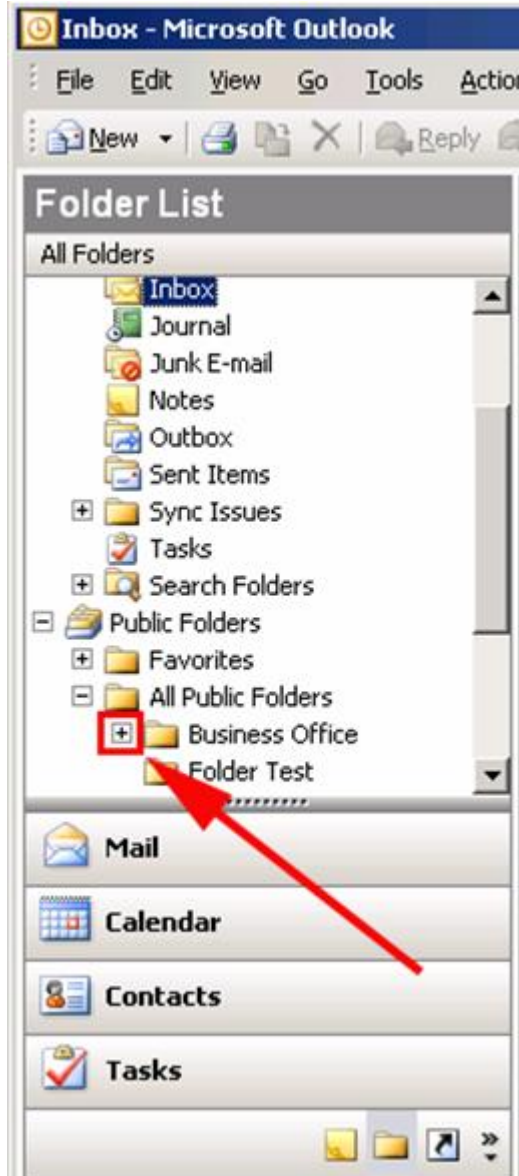 Inbox - Microsoft Outlook
File Edit View Go Tools Action
New Reply
Folder List
All Folders
Inbox
Journal
Junk E-mail
Notes
Outbox
Sent Items
Sync Issues
Tasks
Search Folders
Public Folders
Favorites
All Public Folders
Business Office
Folder Test
Mail
Calendar
Contacts
Tasks